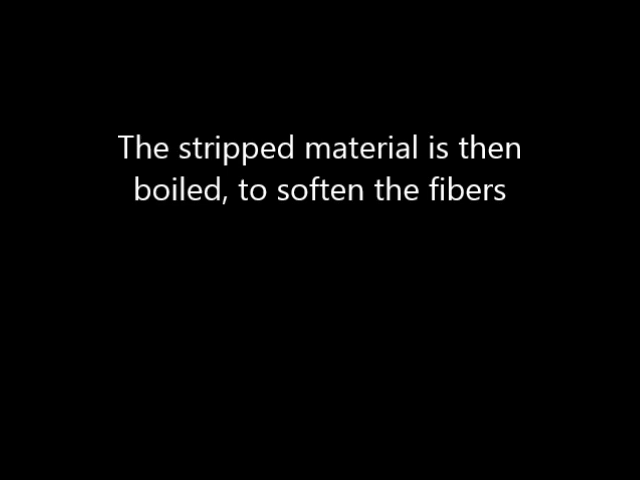 The stripped material is then
boiled, to soften the fibers